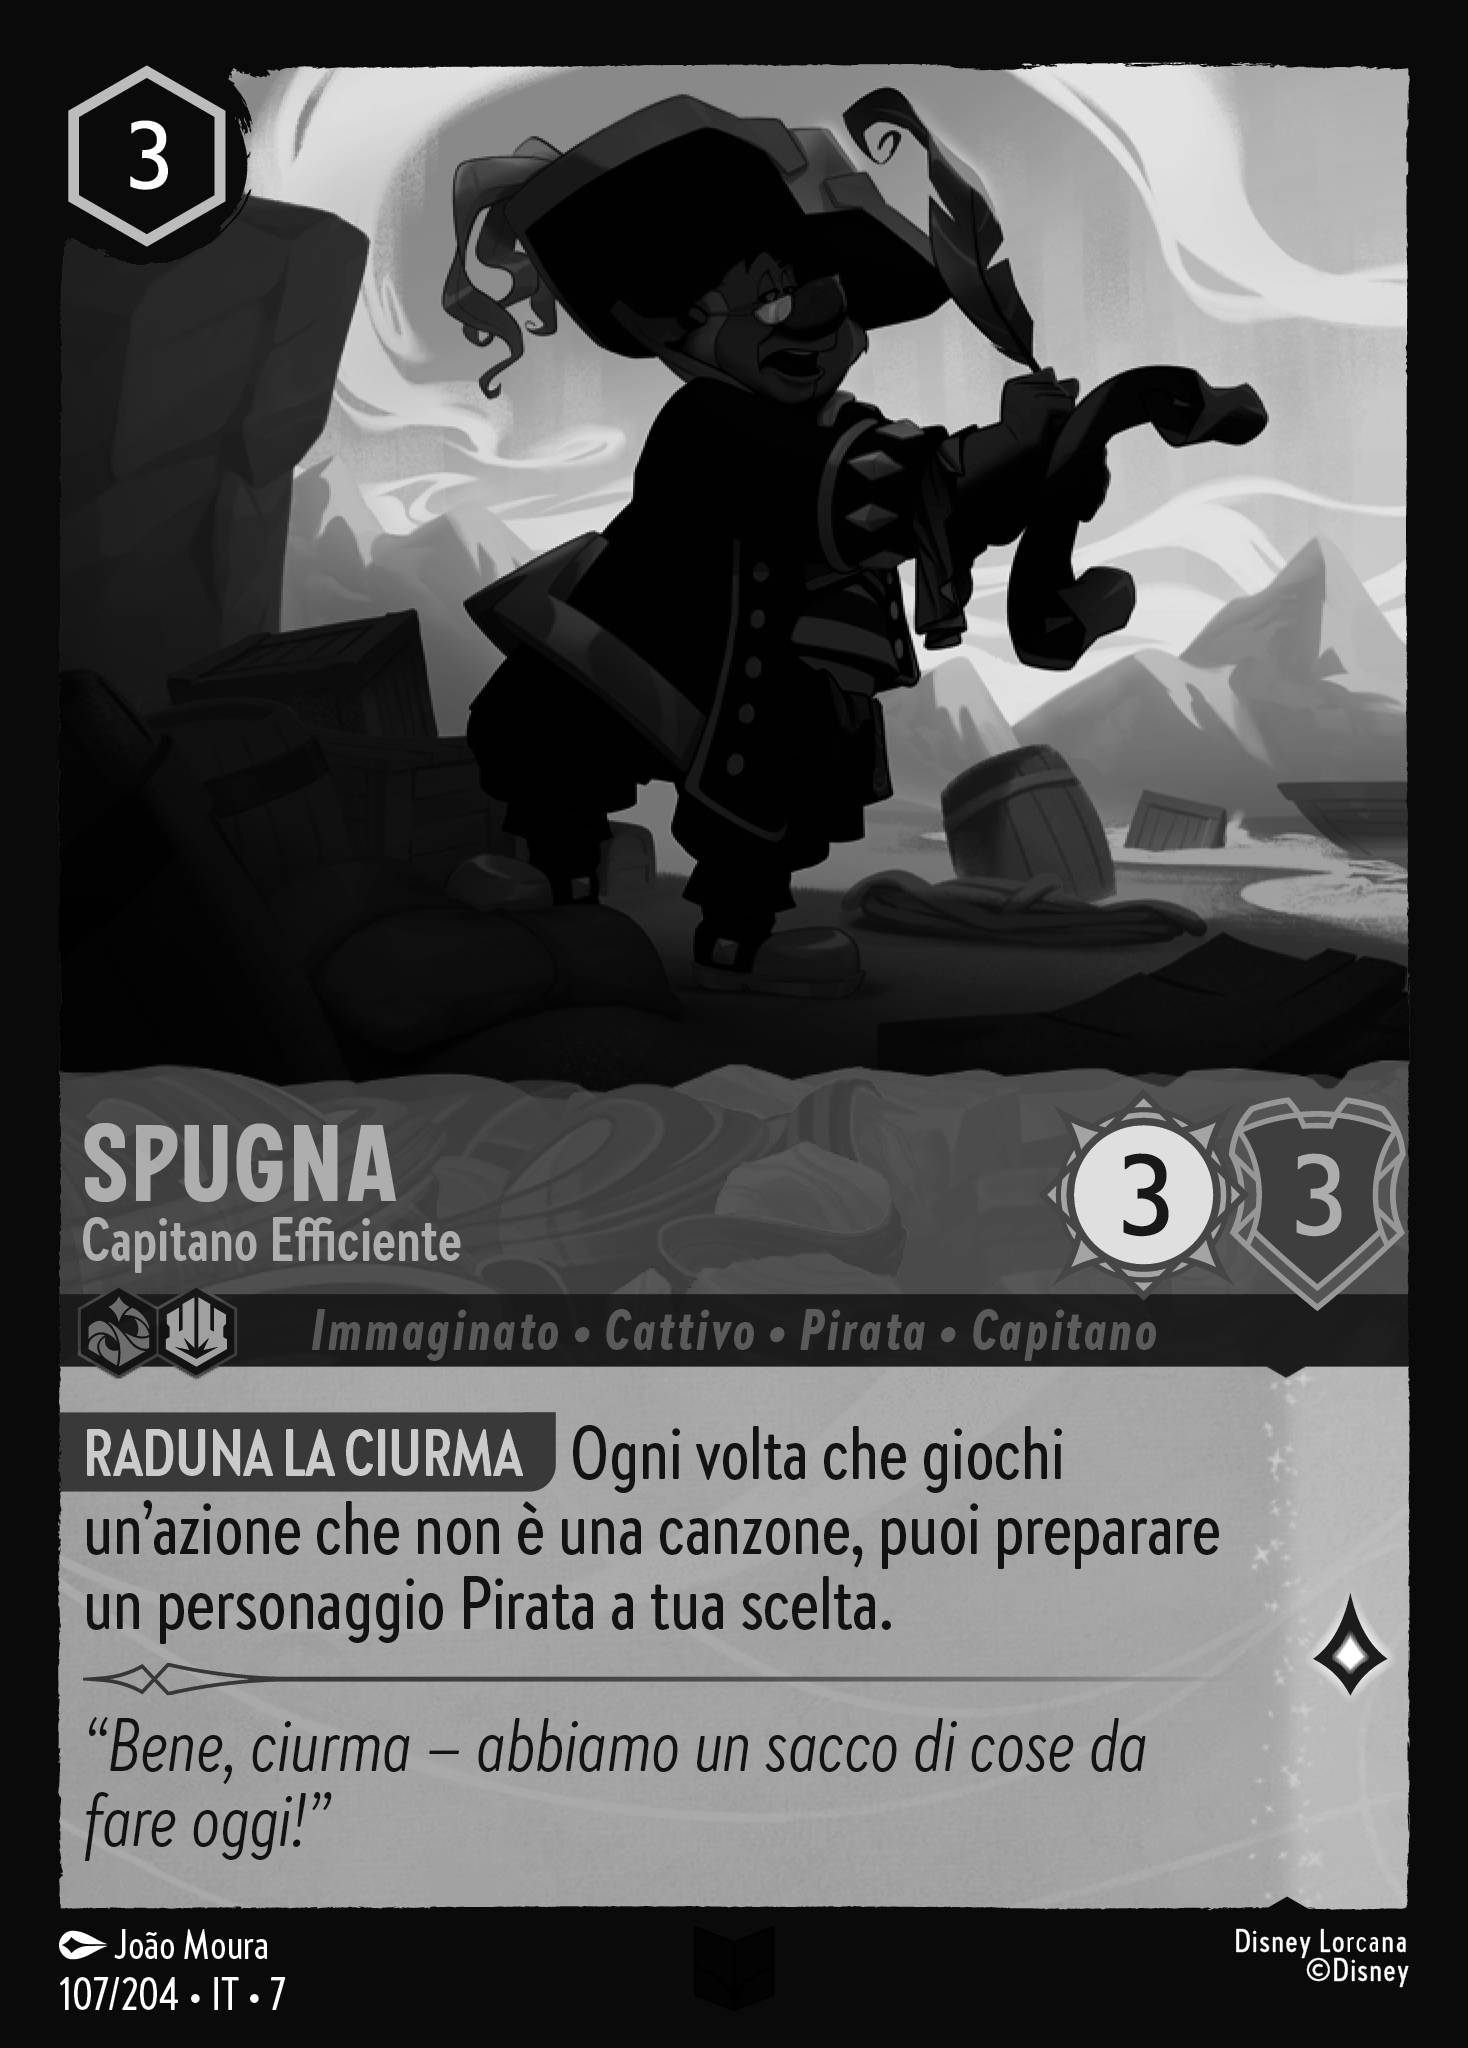 3
SPUGNA
Capitano Efficiente
3
3
Immaginato • Cattivo • Pirata • Capitano
RADUNA LA CIURMA Ogni volta che giochi
un’azione che non è una canzone, puoi preparare
un personaggio Pirata a tua scelta.
“Bene, ciurma – abbiamo un sacco di cose da
fare oggi!”
João Moura
107/204 • IT • 7
Disney Lorcana
©Disney